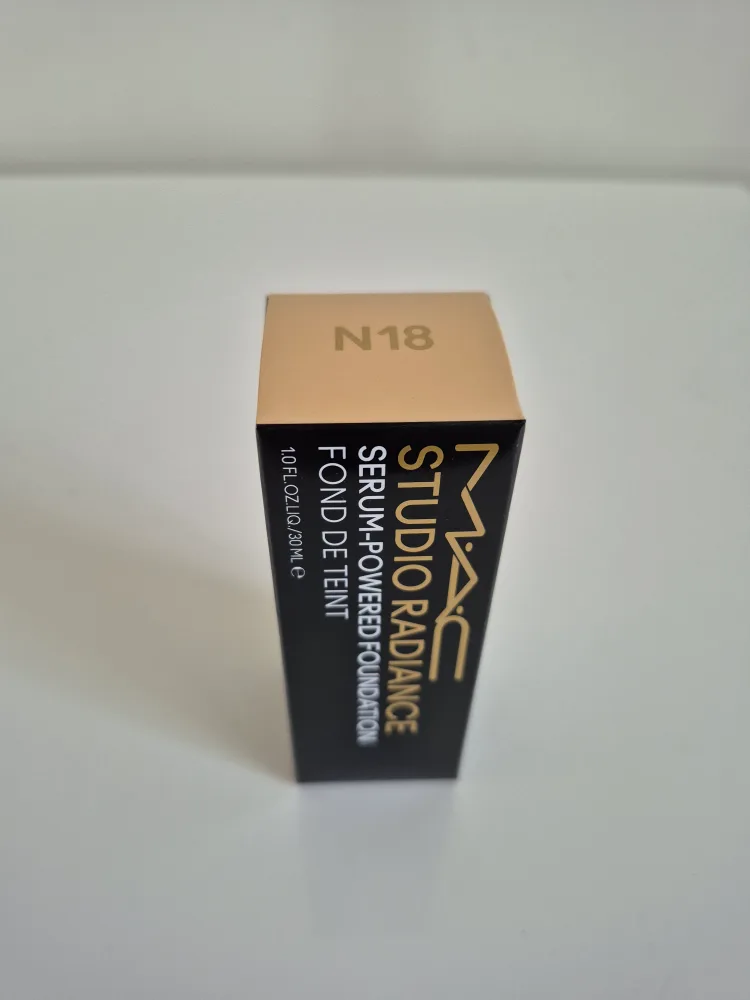 N18
M·A·C
STUDIO RADIANCE
SERUM-POWERED FOUNDATION
FOND DE TEINT
1.0 FL.OZ.LIQ./30 ML ℮